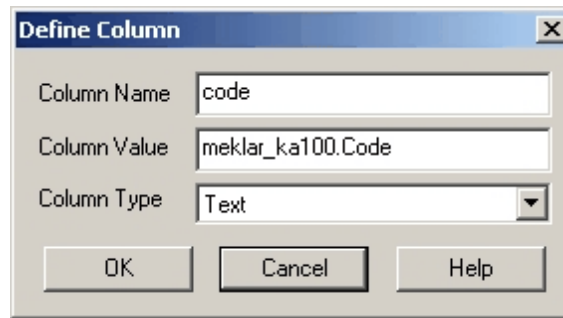 Define Column
Column Name code
Column Value meklar_ka100.Code
Column Type Text
OK Cancel Help